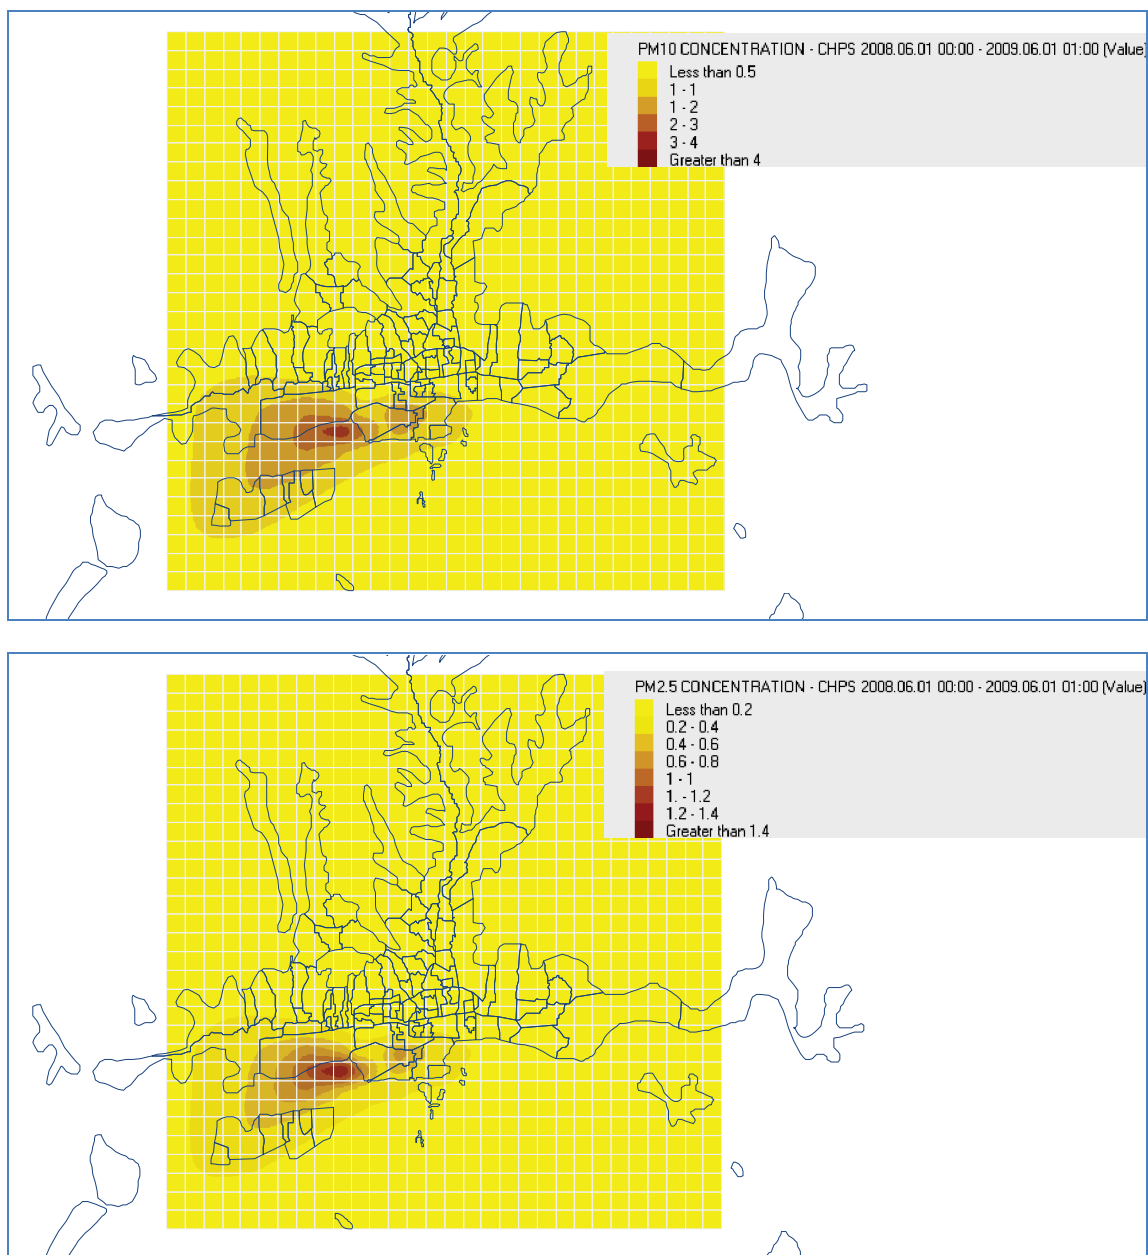 PM10 CONCENTRATION - CHPS 2008.06.01 00:00 - 2009.06.01 01:00 (Value)
Less than 0.5
1 - 1
1 - 2
2 - 3
3 - 4
Greater than 4
PM2.5 CONCENTRATION - CHPS 2008.06.01 00:00 - 2009.06.01 01:00 (Value)
Less than 0.2
0.2 - 0.4
0.4 - 0.6
0.6 - 0.8
1 - 1
1. - 1.2
1.2 - 1.4
Greater than 1.4